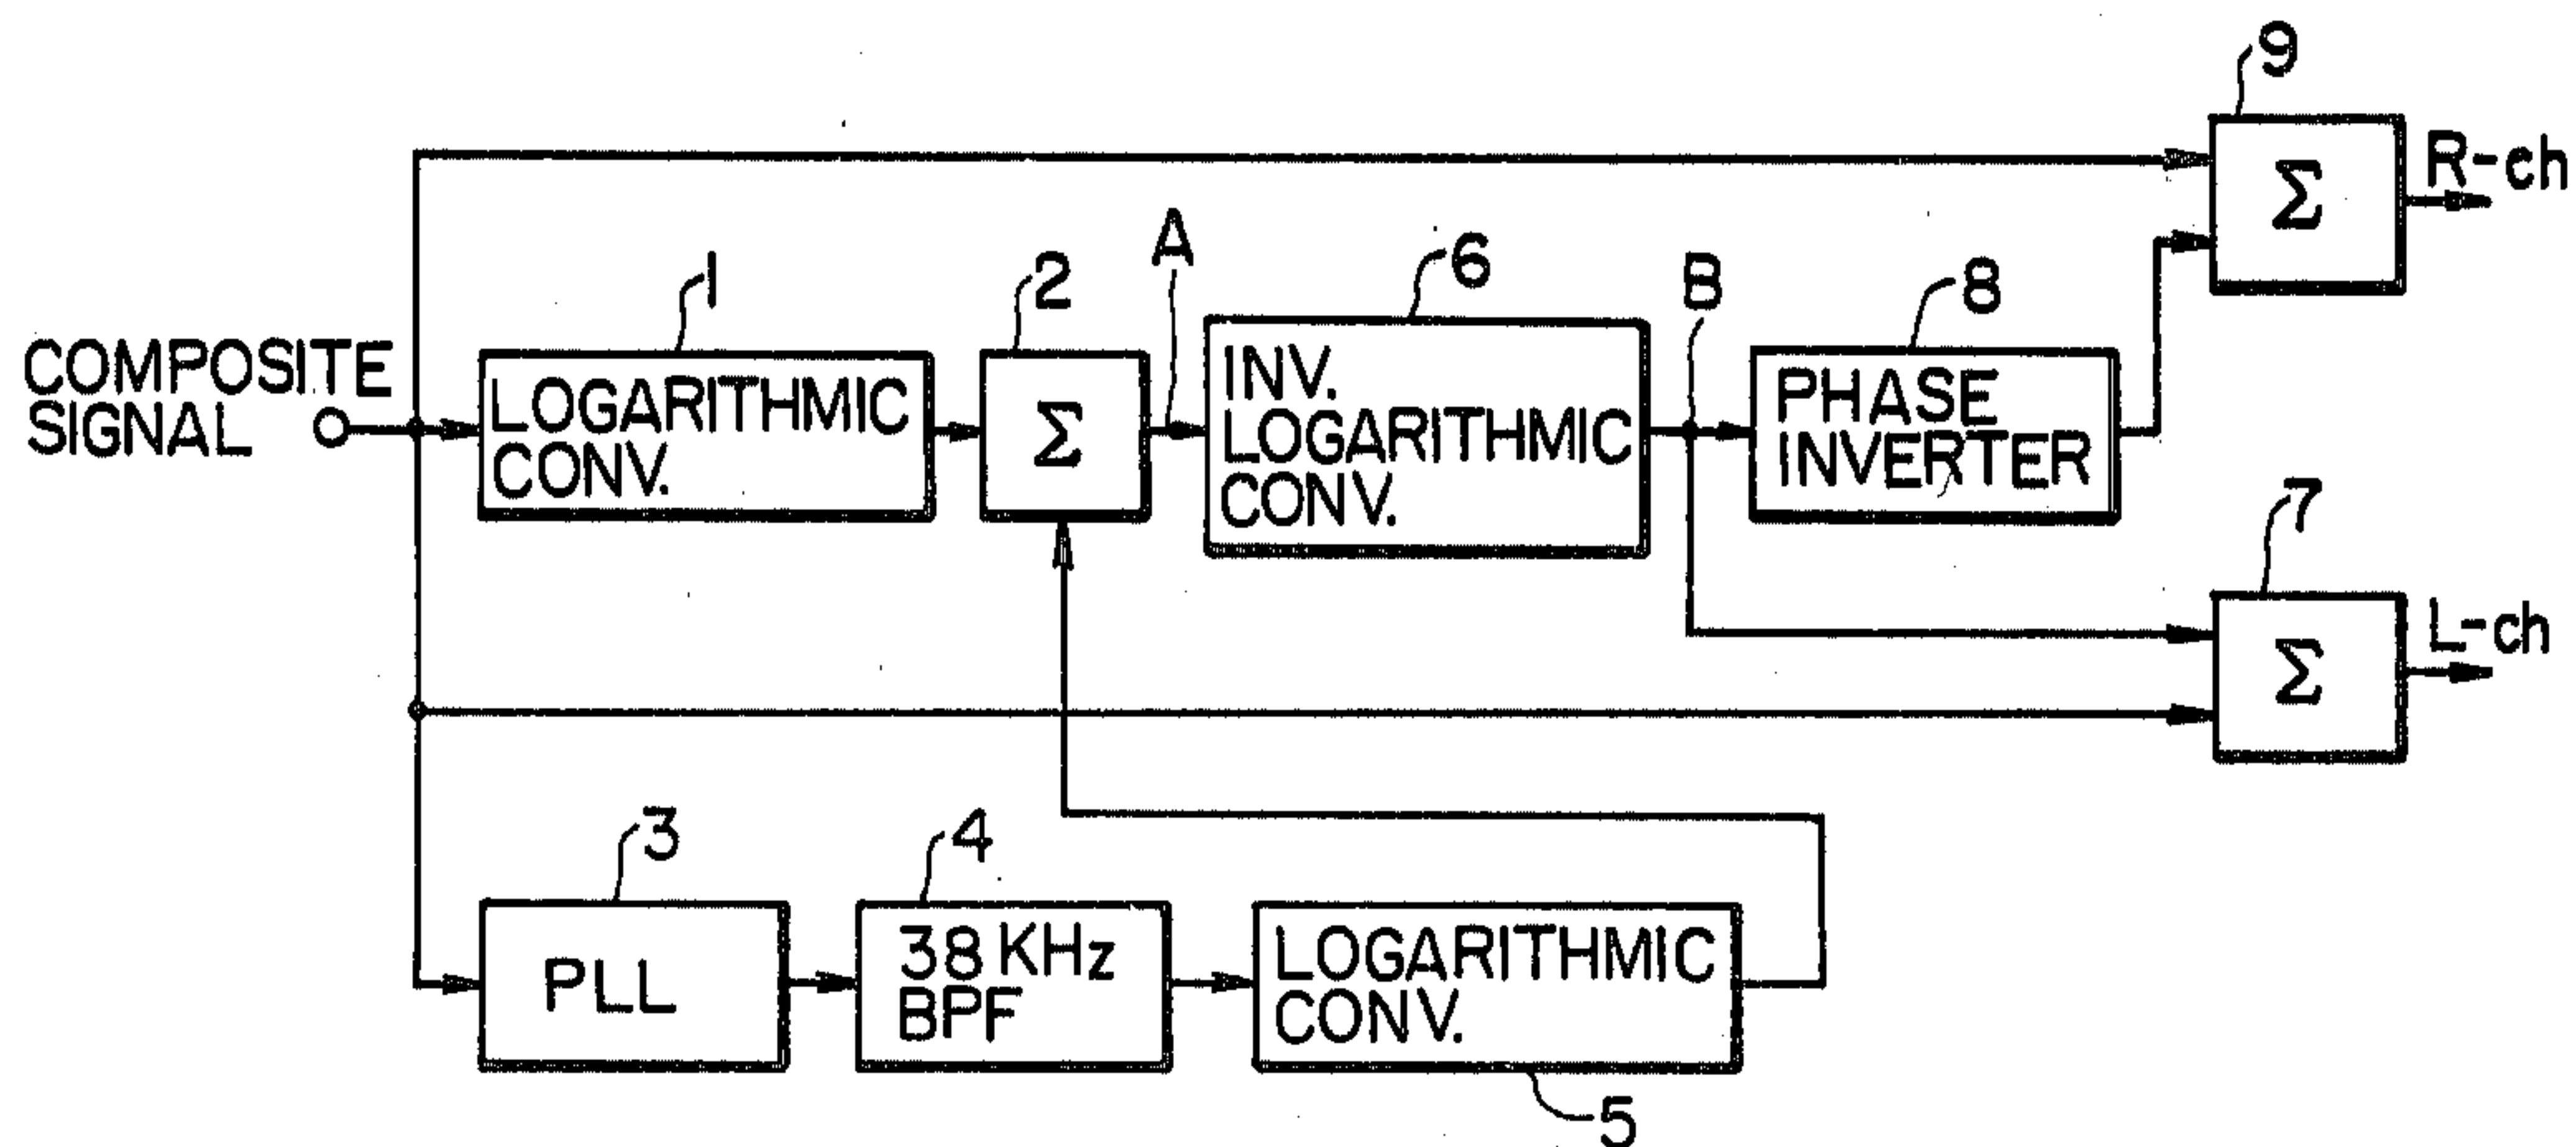 9
R-ch
Σ
A
6
B
8
1
2
COMPOSITE
SIGNAL
LOGARITHMIC
CONV.
Σ
INV.
LOGARITHMIC
CONV.
PHASE
INVERTER
7
L-ch
Σ
3
4
PLL
38 KHz
BPF
LOGARITHMIC
CONV.
5